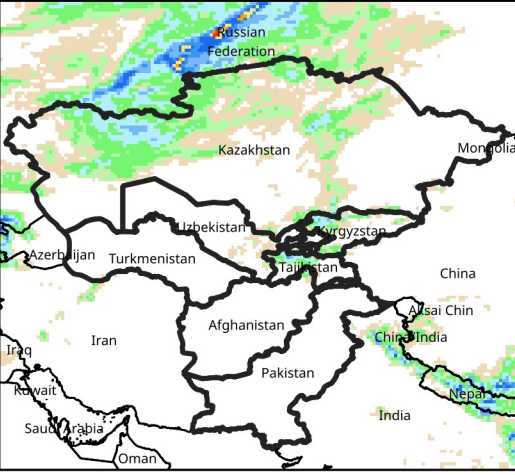 Russian
Federation
Kazakhstan
Mongolia
Uzbekistan
Kyrgyzstan
Azerbaijan
Turkmenistan
Tajikistan
China
Aksai Chin
Afghanistan
China/India
Iran
Iraq
Pakistan
Kuwait
Nepal
India
Saudi Arabia
Oman